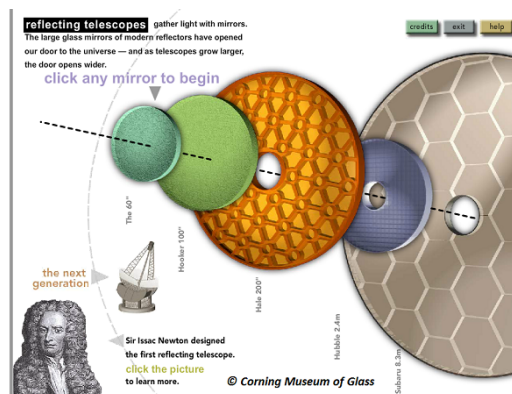 reflecting telescopes gather light with mirrors.
The large glass mirrors of modern reflectors have opened
our door to the universe — and as telescopes grow larger,
the door opens wider.
credits exit help
click any mirror to begin
The 60"
Hooker 100"
Hale 200"
Hubble 2.4m
Subaru 8.3m
the next
generation
Sir Issac Newton designed
the first reflecting telescope.
click the picture
to learn more.
© Corning Museum of Glass